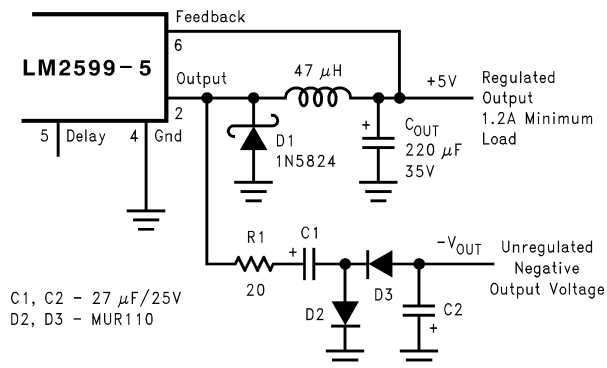 Feedback
6
LM2599-5
Output
2
47 μH
+5V
Regulated
Output
1.2A Minimum
Load
5
Delay
4
Gnd
D1
1N5824
+
COUT
220 μF
35V
R1
20
+
C1
D2
D3
-VOUT
C2
+
Unregulated
Negative
Output Voltage
C1, C2 - 27 μF/25V
D2, D3 - MUR110